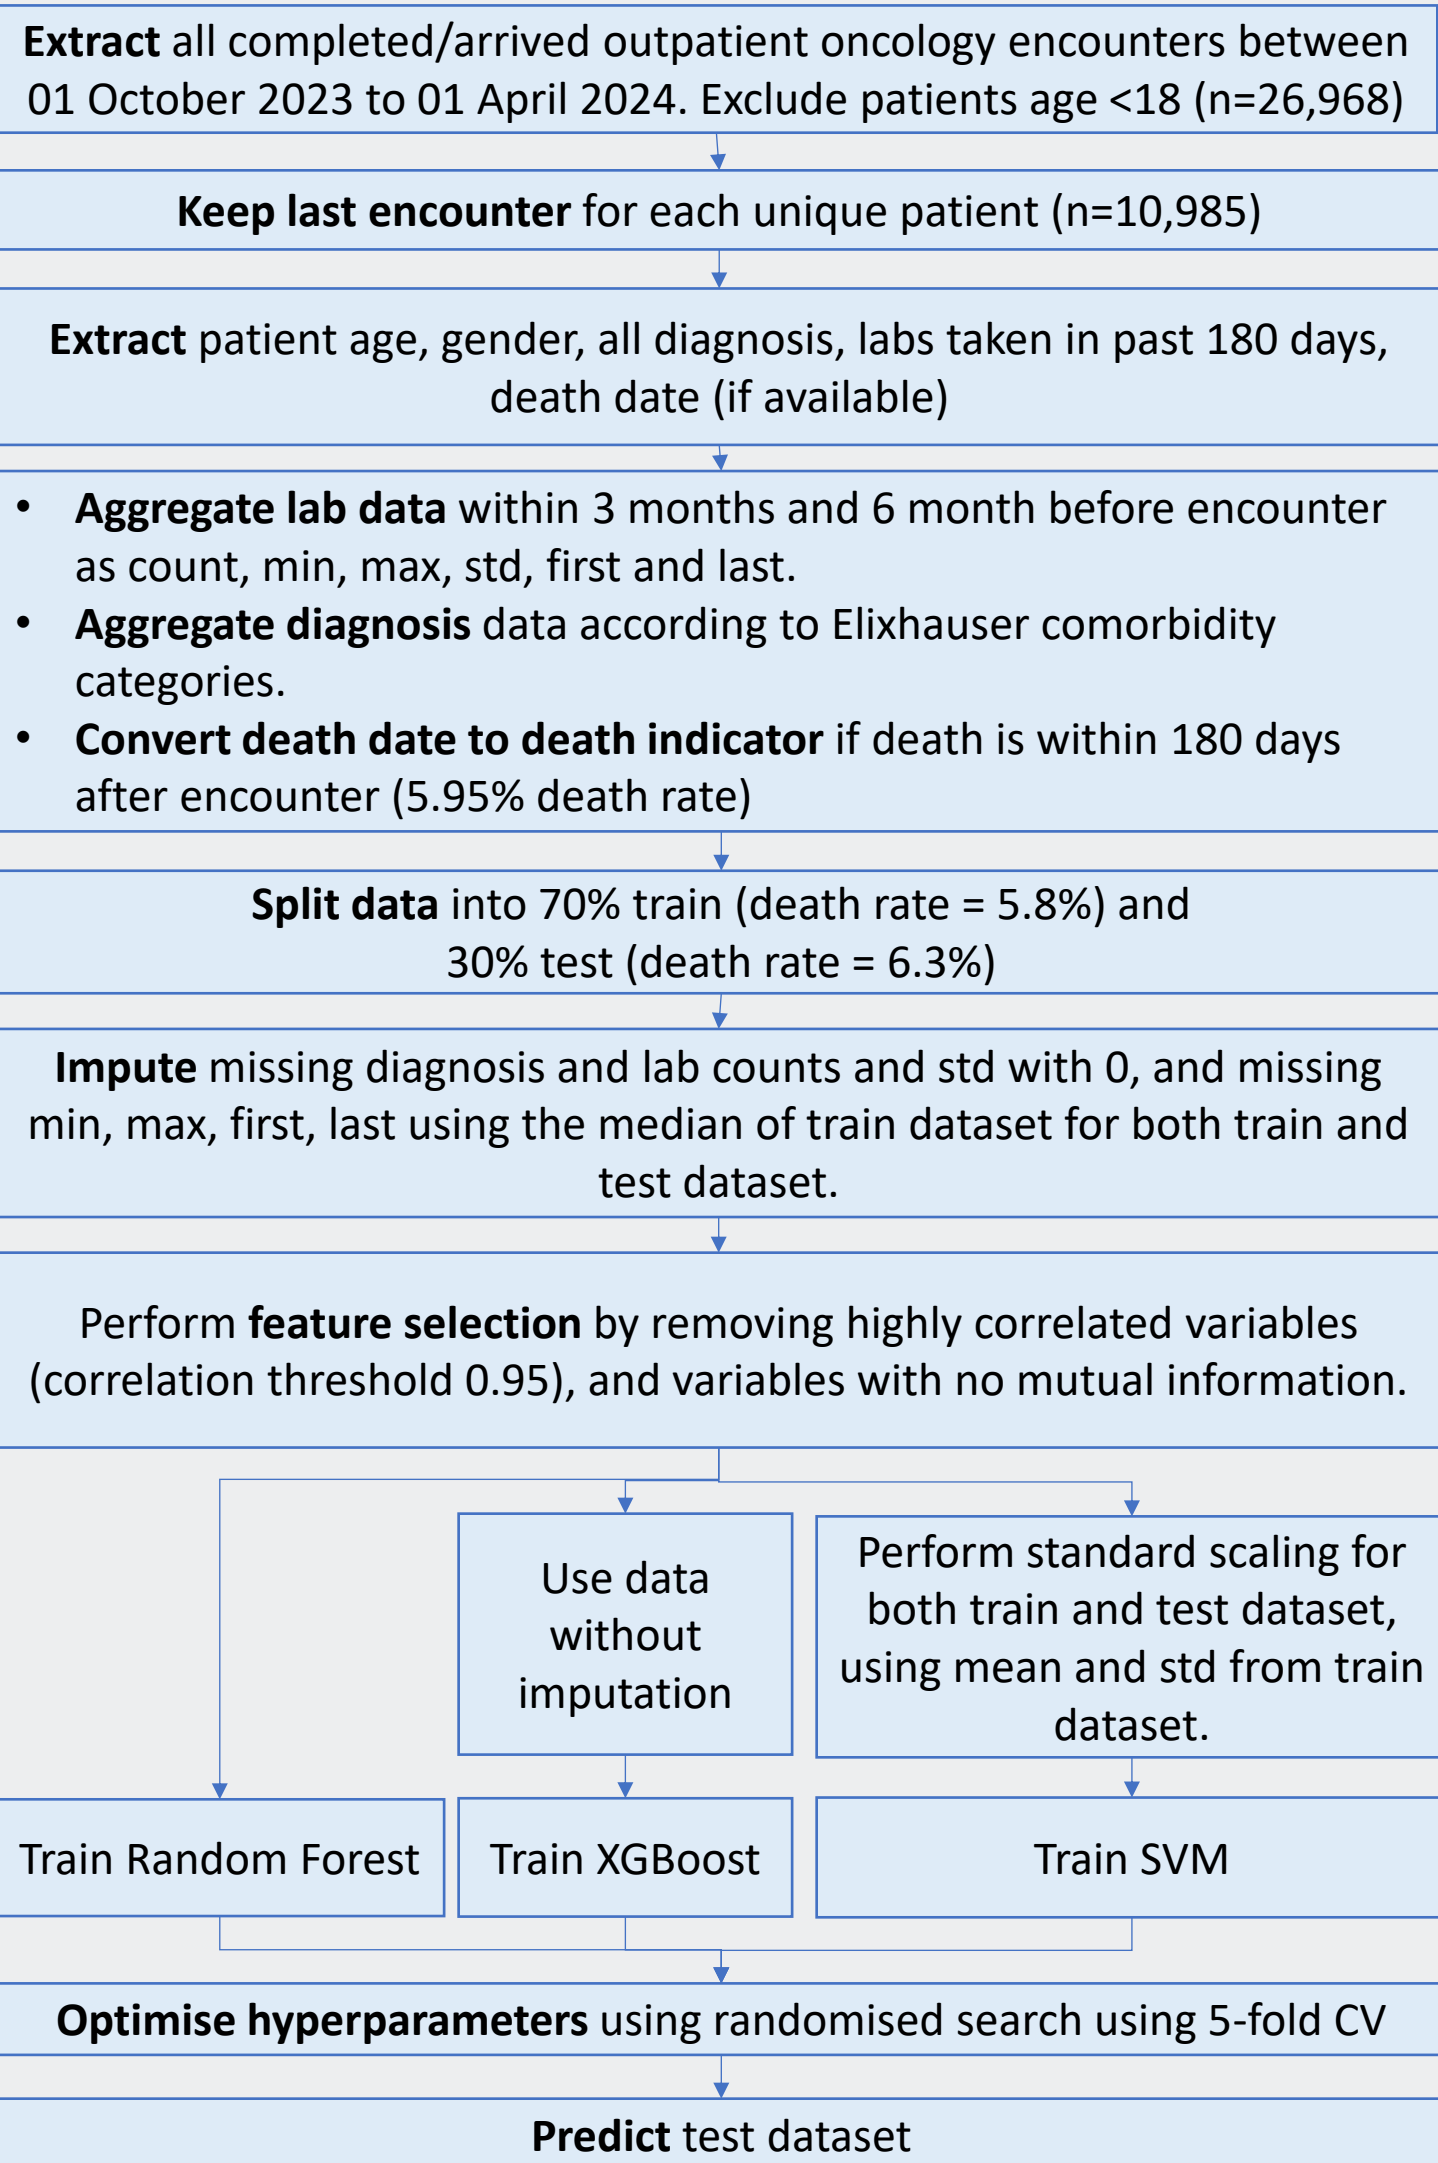 Extract all completed/arrived outpatient oncology encounters between
01 October 2023 to 01 April 2024. Exclude patients age <18 (n=26,968)
Keep last encounter for each unique patient (n=10,985)
Extract patient age, gender, all diagnosis, labs taken in past 180 days,
death date (if available)
• Aggregate lab data within 3 months and 6 month before encounter
as count, min, max, std, first and last.
• Aggregate diagnosis data according to Elixhauser comorbidity
categories.
• Convert death date to death indicator if death is within 180 days
after encounter (5.95% death rate)
Split data into 70% train (death rate = 5.8%) and
30% test (death rate = 6.3%)
Impute missing diagnosis and lab counts and std with 0, and missing
min, max, first, last using the median of train dataset for both train and
test dataset.
Perform feature selection by removing highly correlated variables
(correlation threshold 0.95), and variables with no mutual information.
Use data
without
imputation
Perform standard scaling for
both train and test dataset,
using mean and std from train
dataset.
Train Random Forest
Train XGBoost
Train SVM
Optimise hyperparameters using randomised search using 5-fold CV
Predict test dataset